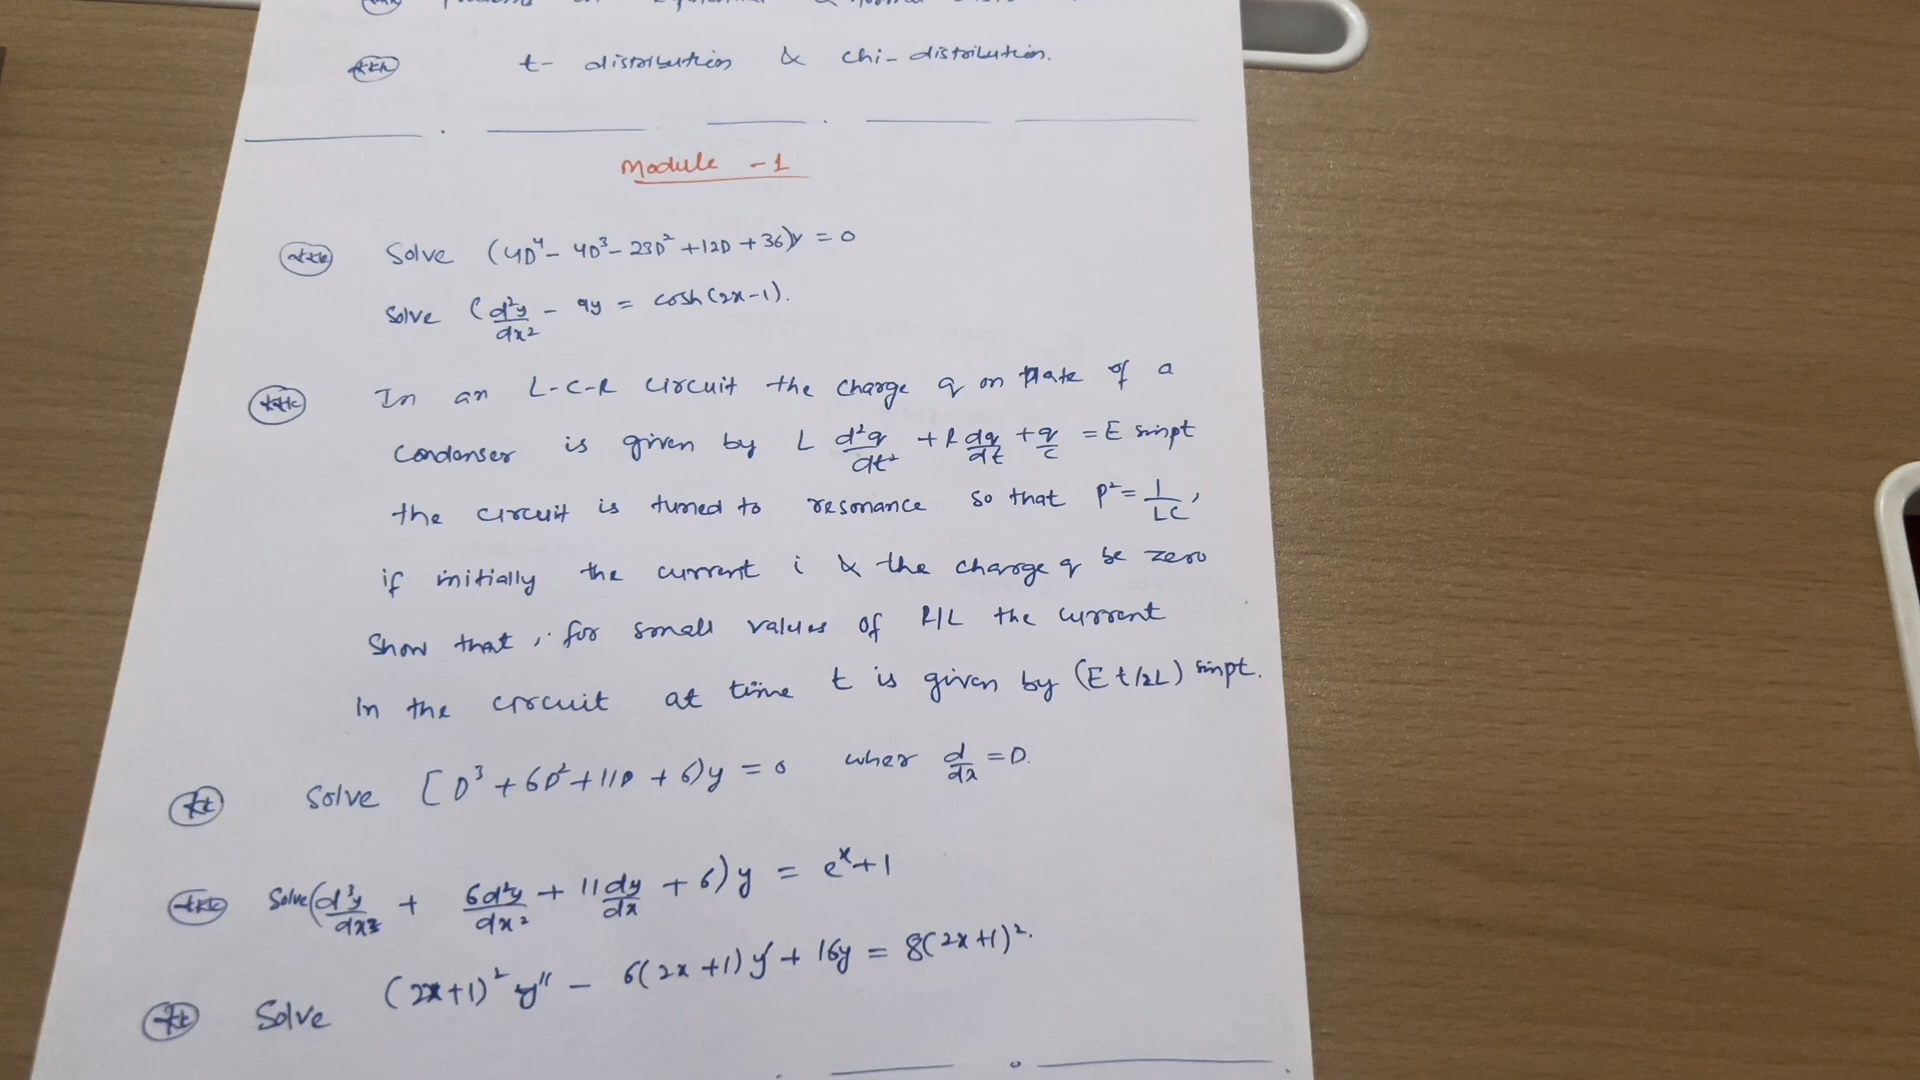 t- distribution & chi-distribution.
Module -1
Solve (4D⁴- 4D³- 23D² +12D +36)y = 0
Solve (d²y/dx² - 9y = cosh(2x-1).
In an L-C-R circuit the charge q on plate of a
Condenser is given by L d²q/dt² + R dq/dt + q/c = E sinpt
the circuit is tuned to resonance so that p² = 1/LC,
if initially the current i & the charge q be zero
Show that, for small values of R/L the current
in the circuit at time t is given by (Et/2L) sinpt.
Solve [D³ + 6D² + 11D + 6)y = 0 wher d/dx = D.
Solve (d³y/dx³ + 6d²y/dx² + 11dy/dx + 6)y = eˣ+1
Solve (2x+1)² y'' - 6(2x+1)y' + 16y = 8(2x+1)².